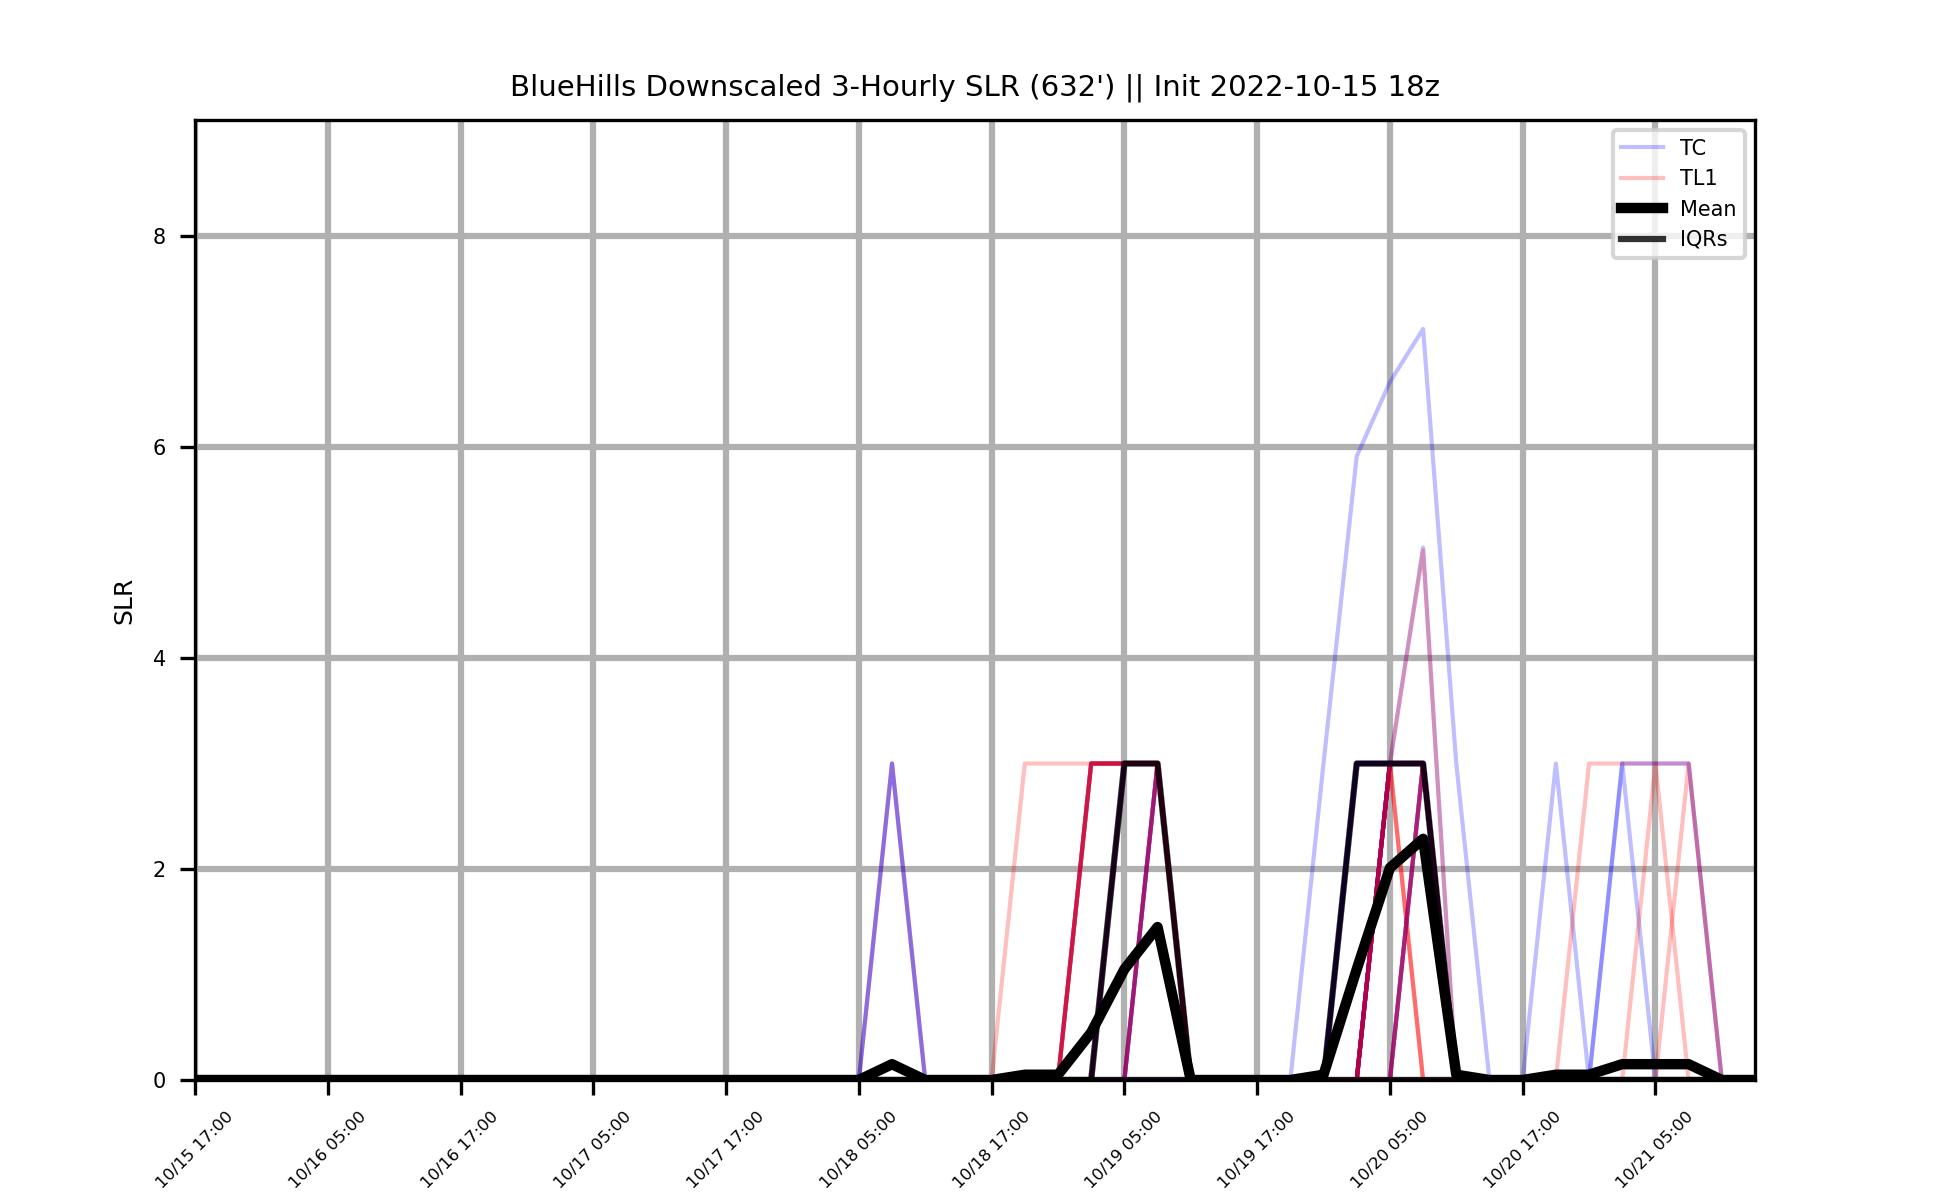 BlueHills Downscaled 3-Hourly SLR (632') || Init 2022-10-15 18z
TC
TL1
Mean
IQRs
8
6
4
2
0
SLR
10/15 17:00
10/16 05:00
10/16 17:00
10/17 05:00
10/17 17:00
10/18 05:00
10/18 17:00
10/19 05:00
10/19 17:00
10/20 05:00
10/20 17:00
10/21 05:00